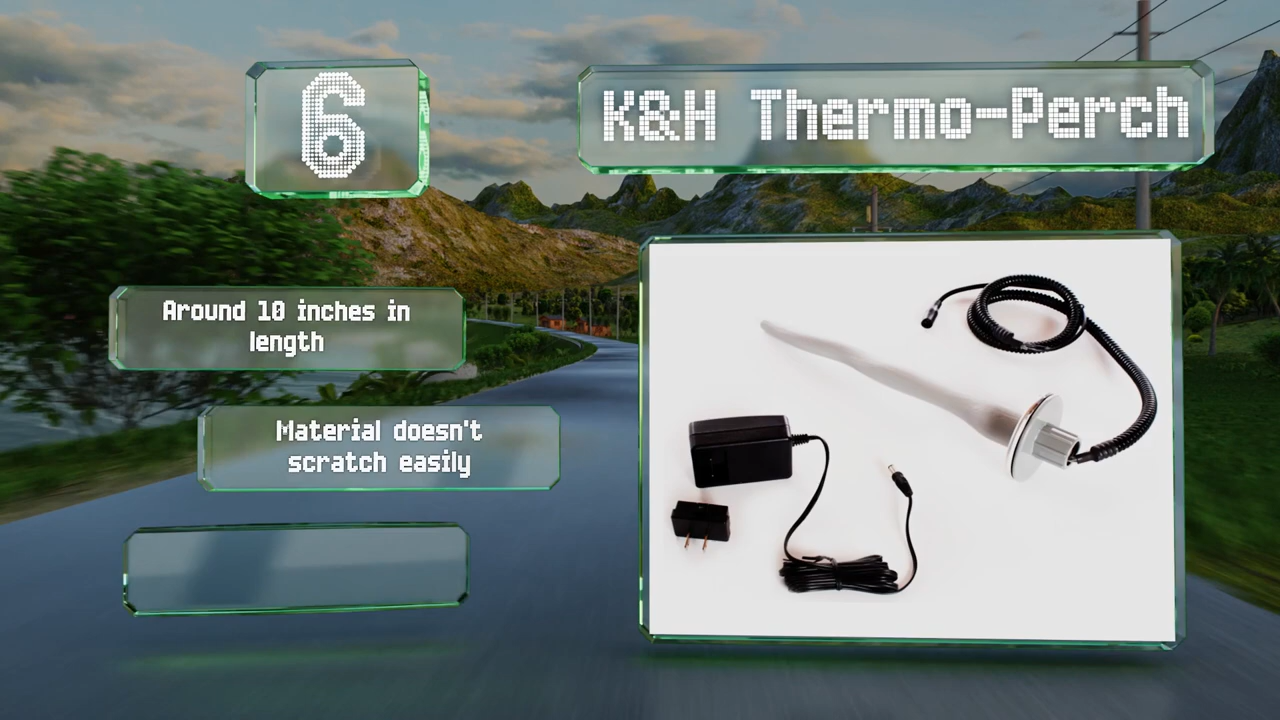 6
K&H Thermo-Perch
Around 10 inches in
length
Material doesn't
scratch easily